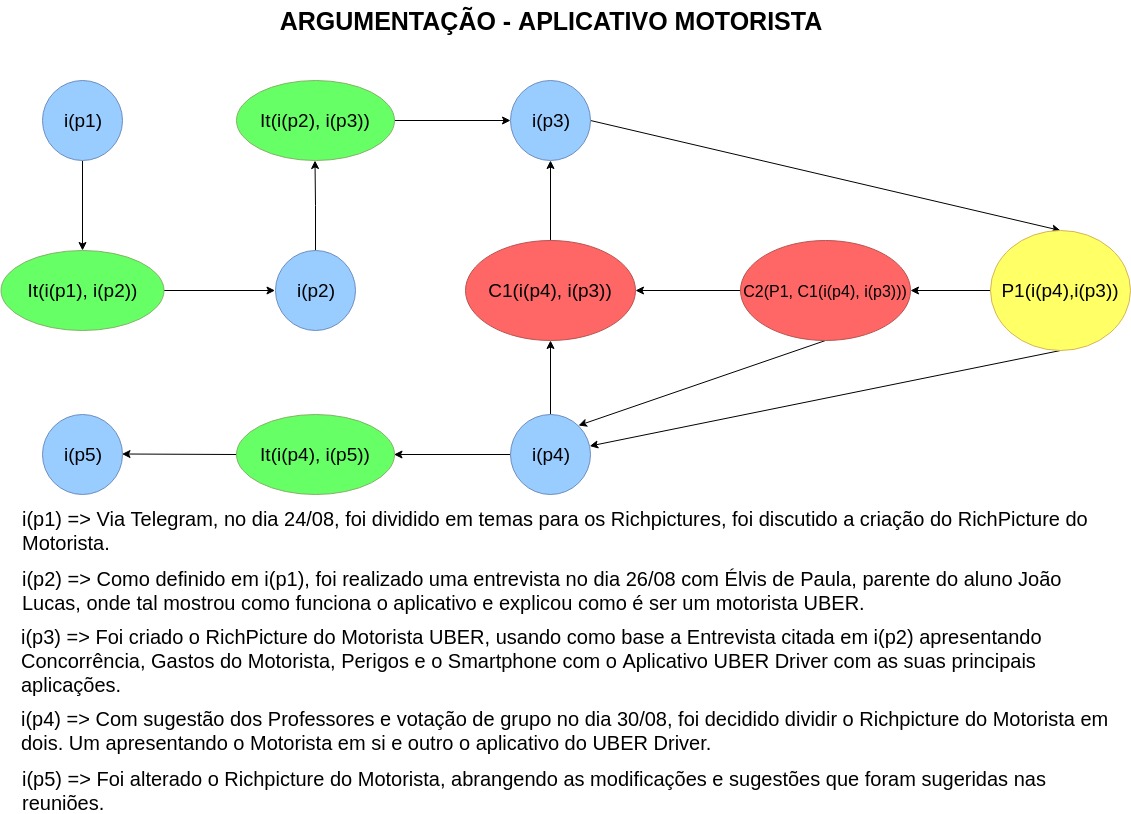 ARGUMENTAÇÃO - APLICATIVO MOTORISTA
i(p1)
It(i(p2), i(p3))
i(p3)
It(i(p1), i(p2))
i(p2)
C1(i(p4), i(p3))
C2(P1, C1(i(p4), i(p3)))
P1(i(p4),i(p3))
i(p5)
It(i(p4), i(p5))
i(p4)
i(p1) => Via Telegram, no dia 24/08, foi dividido em temas para os Richpictures, foi discutido a criação do RichPicture do
Motorista.
i(p2) => Como definido em i(p1), foi realizado uma entrevista no dia 26/08 com Élvis de Paula, parente do aluno João
Lucas, onde tal mostrou como funciona o aplicativo e explicou como é ser um motorista UBER.
i(p3) => Foi criado o RichPicture do Motorista UBER, usando como base a Entrevista citada em i(p2) apresentando
Concorrência, Gastos do Motorista, Perigos e o Smartphone com o Aplicativo UBER Driver com as suas principais
aplicações.
i(p4) => Com sugestão dos Professores e votação de grupo no dia 30/08, foi decidido dividir o Richpicture do Motorista em
dois. Um apresentando o Motorista em si e outro o aplicativo do UBER Driver.
i(p5) => Foi alterado o Richpicture do Motorista, abrangendo as modificações e sugestões que foram sugeridas nas
reuniões.